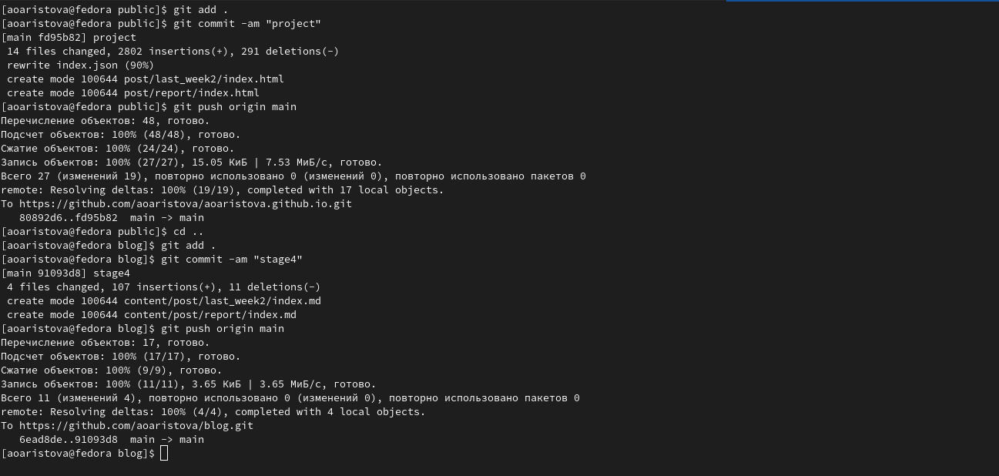 [aoaristova@fedora public]$ git add .
[aoaristova@fedora public]$ git commit -am "project"
[main fd95b82] project
 14 files changed, 2802 insertions(+), 291 deletions(-)
 rewrite index.json (90%)
 create mode 100644 post/last_week2/index.html
 create mode 100644 post/report/index.html
[aoaristova@fedora public]$ git push origin main
Перечисление объектов: 48, готово.
Подсчет объектов: 100% (48/48), готово.
Сжатие объектов: 100% (24/24), готово.
Запись объектов: 100% (27/27), 15.05 КиБ | 7.53 МиБ/с, готово.
Всего 27 (изменений 19), повторно использовано 0 (изменений 0), повторно использовано пакетов 0
remote: Resolving deltas: 100% (19/19), completed with 17 local objects.
To https://github.com/aoaristova/aoaristova.github.io.git
   80892d6..fd95b82  main -> main
[aoaristova@fedora public]$ cd ..
[aoaristova@fedora blog]$ git add .
[aoaristova@fedora blog]$ git commit -am "stage4"
[main 91093d8] stage4
 4 files changed, 107 insertions(+), 11 deletions(-)
 create mode 100644 content/post/last_week2/index.md
 create mode 100644 content/post/report/index.md
[aoaristova@fedora blog]$ git push origin main
Перечисление объектов: 17, готово.
Подсчет объектов: 100% (17/17), готово.
Сжатие объектов: 100% (9/9), готово.
Запись объектов: 100% (11/11), 3.65 КиБ | 3.65 МиБ/с, готово.
Всего 11 (изменений 4), повторно использовано 0 (изменений 0), повторно использовано пакетов 0
remote: Resolving deltas: 100% (4/4), completed with 4 local objects.
To https://github.com/aoaristova/blog.git
   6ead8de..91093d8  main -> main
[aoaristova@fedora blog]$